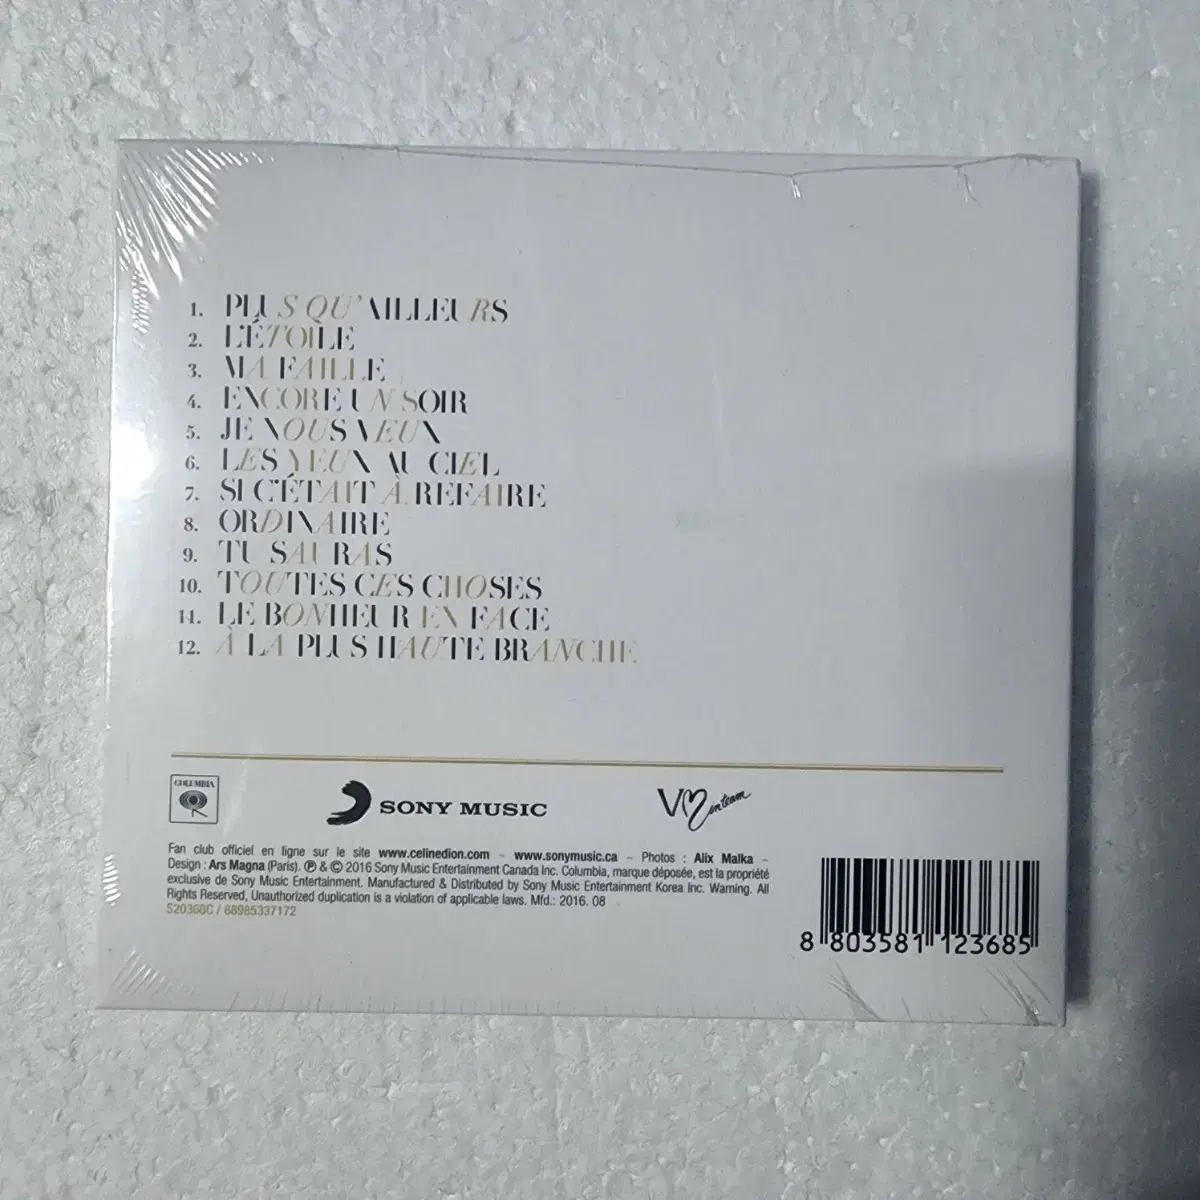 1. PLUS QU'AILLEURS
2. L'ÉTOILE
3. MA FAILLE
4. ENCORE UN SOIR
5. JE NOUS VEUX
6. LES YEUX AU CIEL
7. SI C'ÉTAIT À REFAIRE
8. ORDINAIRE
9. TU SAURAS
10. TOUTES CES CHOSES
11. LE BONHEUR EN FACE
12. À LA PLUS HAUTE BRANCHE
COLUMBIA
SONY MUSIC
V in team
Fan club officiel en ligne sur le site www.celinedion.com – www.sonymusic.ca – Photos : Alix Malka –
Design : Ars Magna (Paris). ℗ & © 2016 Sony Music Entertainment Canada Inc. Columbia, marque déposée, est la propriété
exclusive de Sony Music Entertainment. Manufactured & Distributed by Sony Music Entertainment Korea Inc. Warning. All
Rights Reserved, Unauthorized duplication is a violation of applicable laws. Mfd.: 2016. 08
S20368C / 88985337172
8 803581 123685